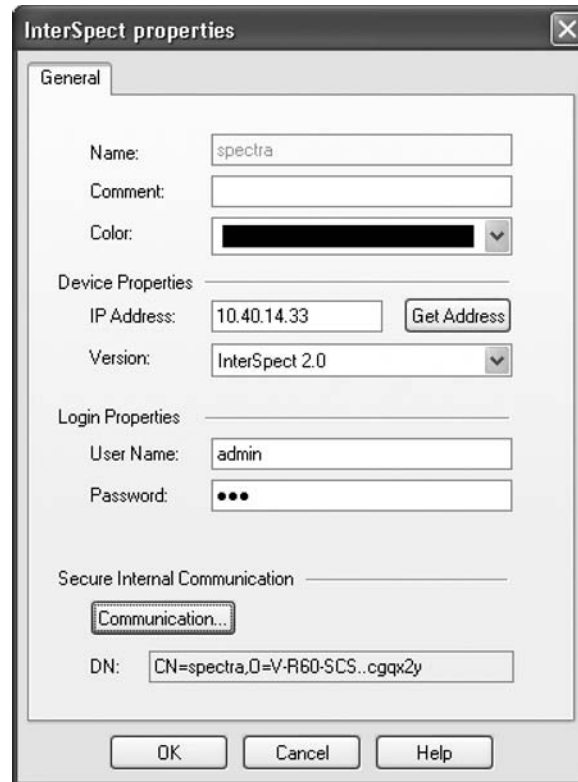 InterSpect properties
General
Name: spectra
Comment:
Color:
Device Properties
IP Address: 10.40.14.33 Get Address
Version: InterSpect 2.0
Login Properties
User Name: admin
Password: •••
Secure Internal Communication
Communication...
DN: CN=spectra,O=V-R60-SCS..cgqx2y
OK Cancel Help